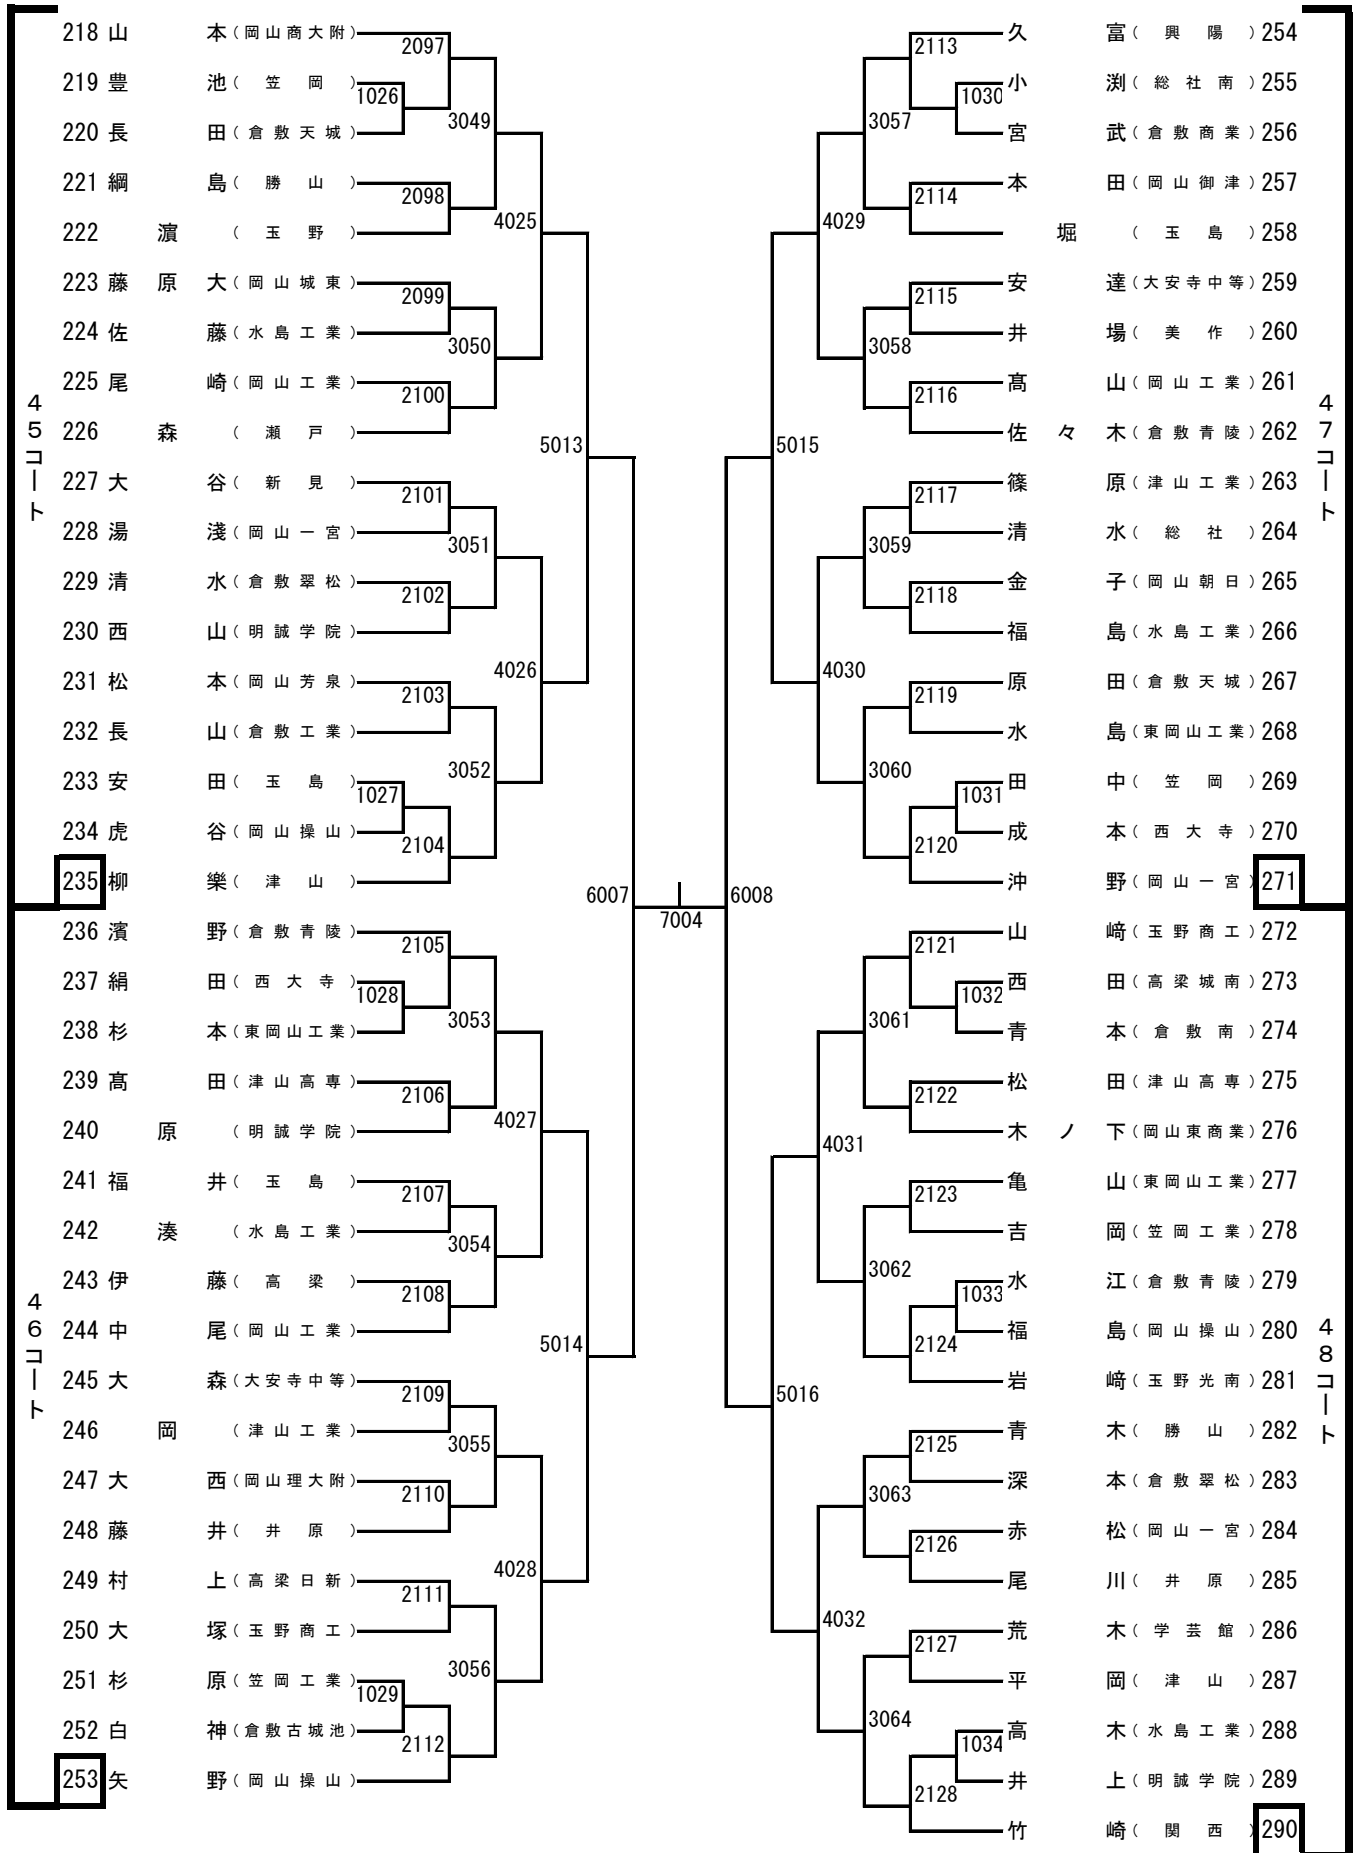 45コート
218 山本(岡山商大附)
2097
219 豊池(笠岡)
1026
220 長田(倉敷天城)
3049
221 綱島(勝山)
2098
222 濵(玉野)
4025
223 藤原大(岡山城東)
2099
224 佐藤(水島工業)
3050
225 尾崎(岡山工業)
2100
226 森(瀬戸)
5013
227 大谷(新見)
2101
228 湯淺(岡山一宮)
3051
229 清水(倉敷翠松)
2102
230 西山(明誠学院)
4026
231 松本(岡山芳泉)
2103
232 長山(倉敷工業)
3052
233 安田(玉島)
1027
234 虎谷(岡山操山)
2104
235 柳樂(津山)
6007
46コート
236 濱野(倉敷青陵)
2105
237 絹田(西大寺)
1028
238 杉本(東岡山工業)
3053
239 髙田(津山高専)
2106
240 原(明誠学院)
4027
241 福井(玉島)
2107
242 湊(水島工業)
3054
243 伊藤(高梁)
2108
244 中尾(岡山工業)
5014
245 大森(大安寺中等)
2109
246 岡(津山工業)
3055
247 大西(岡山理大附)
2110
248 藤井(井原)
4028
249 村上(高梁日新)
2111
250 大塚(玉野商工)
3056
251 杉原(笠岡工業)
1029
252 白神(倉敷古城池)
2112
253 矢野(岡山操山)
7004
47コート
久富(興陽)254
2113
小渕(総社南)255
1030
宮武(倉敷商業)256
3057
本田(岡山御津)257
2114
堀(玉島)258
4029
安達(大安寺中等)259
2115
井場(美作)260
3058
髙山(岡山工業)261
2116
佐々木(倉敷青陵)262
5015
篠原(津山工業)263
2117
清水(総社)264
3059
金子(岡山朝日)265
2118
福島(水島工業)266
4030
原田(倉敷天城)267
2119
水島(東岡山工業)268
3060
田中(笠岡)269
1031
成本(西大寺)270
2120
沖野(岡山一宮)271
6008
48コート
山﨑(玉野商工)272
2121
西田(高梁城南)273
1032
青本(倉敷南)274
3061
松田(津山高専)275
2122
木ノ下(岡山東商業)276
4031
亀山(東岡山工業)277
2123
吉岡(笠岡工業)278
3062
水江(倉敷青陵)279
1033
福島(岡山操山)280
2124
岩﨑(玉野光南)281
5016
青木(勝山)282
2125
深本(倉敷翠松)283
3063
赤松(岡山一宮)284
2126
尾川(井原)285
4032
荒木(学芸館)286
2127
平岡(津山)287
3064
高木(水島工業)288
1034
井上(明誠学院)289
2128
竹崎(関西)290